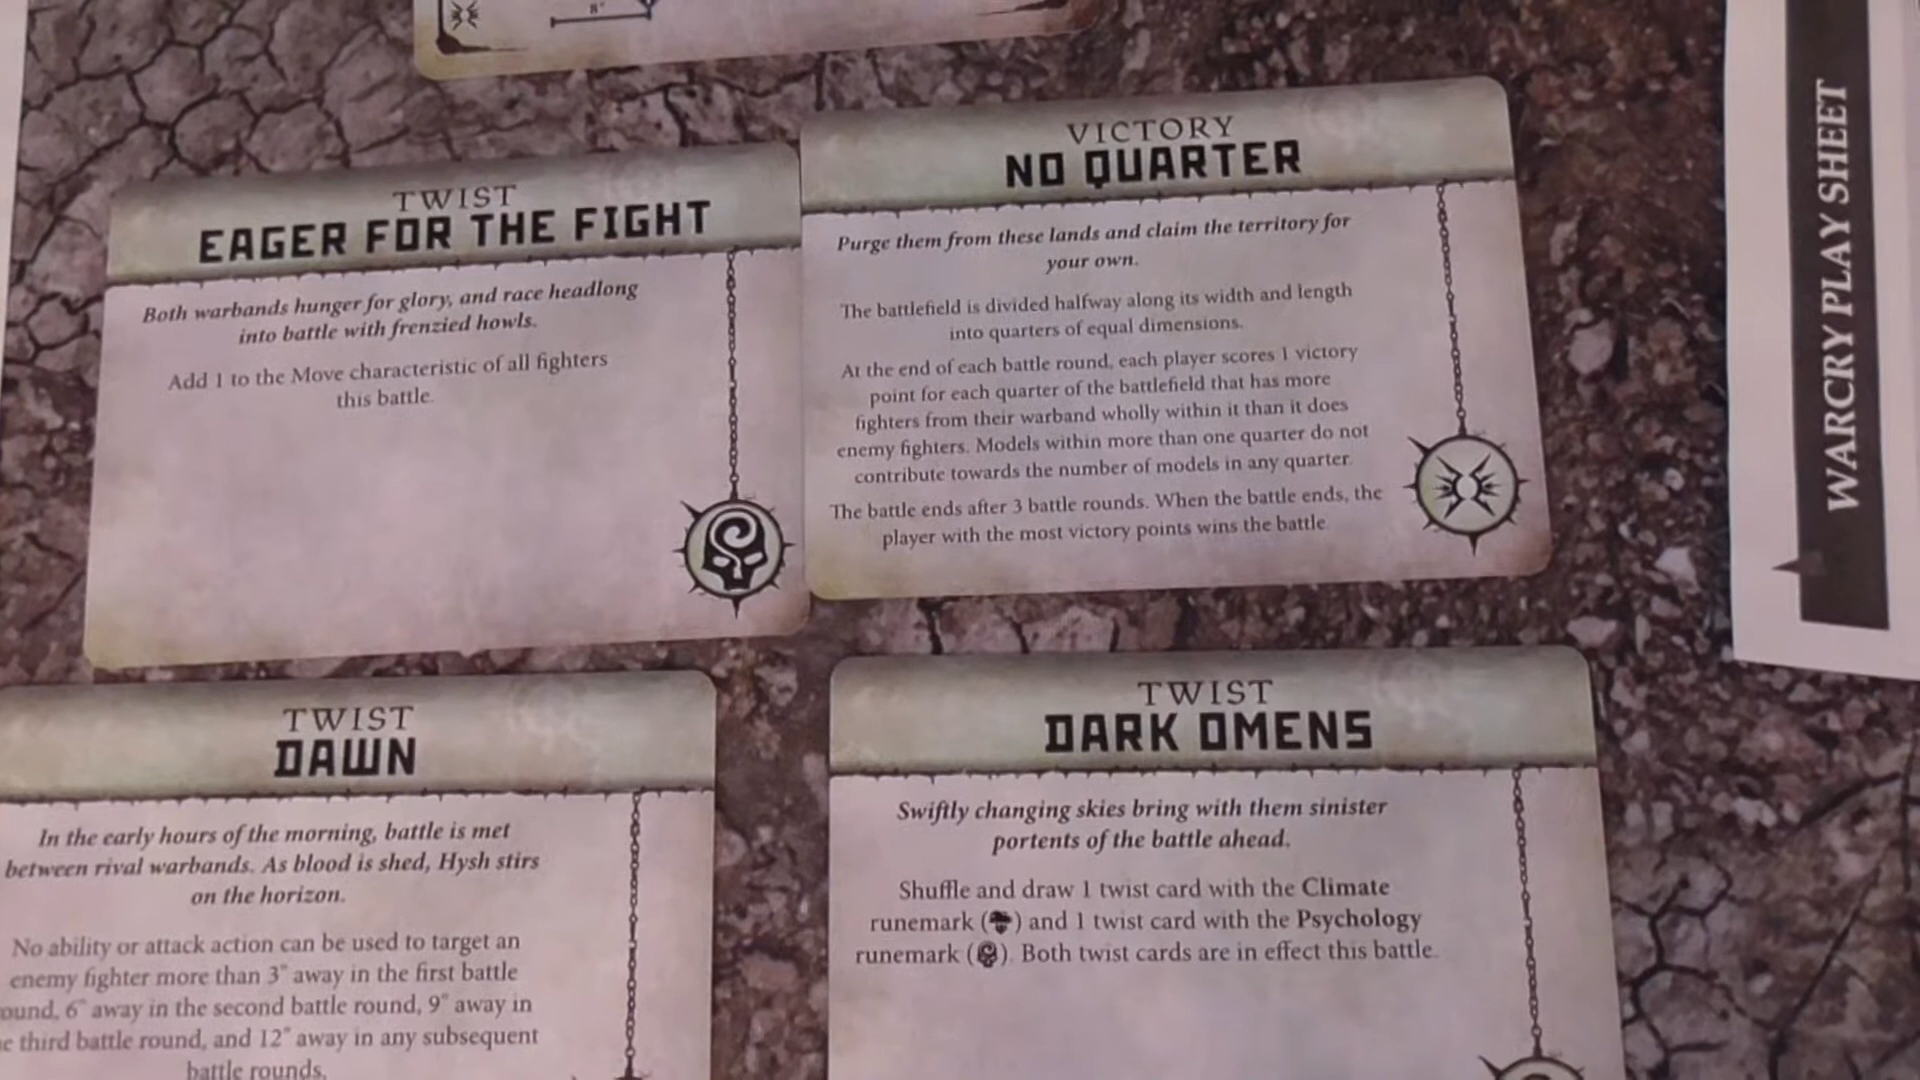 8"
TWIST
EAGER FOR THE FIGHT
Both warbands hunger for glory, and race headlong
into battle with frenzied howls.
Add 1 to the Move characteristic of all fighters
this battle.
VICTORY
NO QUARTER
Purge them from these lands and claim the territory for
your own.
The battlefield is divided halfway along its width and length
into quarters of equal dimensions.
At the end of each battle round, each player scores 1 victory
point for each quarter of the battlefield that has more
fighters from their warband wholly within it than it does
enemy fighters. Models within more than one quarter do not
contribute towards the number of models in any quarter.
The battle ends after 3 battle rounds. When the battle ends, the
player with the most victory points wins the battle.
WARCRY PLAY SHEET
TWIST
DAWN
In the early hours of the morning, battle is met
between rival warbands. As blood is shed, Hysh stirs
on the horizon.
No ability or attack action can be used to target an
enemy fighter more than 3" away in the first battle
ound, 6" away in the second battle round, 9" away in
e third battle round, and 12" away in any subsequent
battle rounds.
TWIST
DARK OMENS
Swiftly changing skies bring with them sinister
portents of the battle ahead.
Shuffle and draw 1 twist card with the Climate
runemark ( ) and 1 twist card with the Psychology
runemark ( ). Both twist cards are in effect this battle.